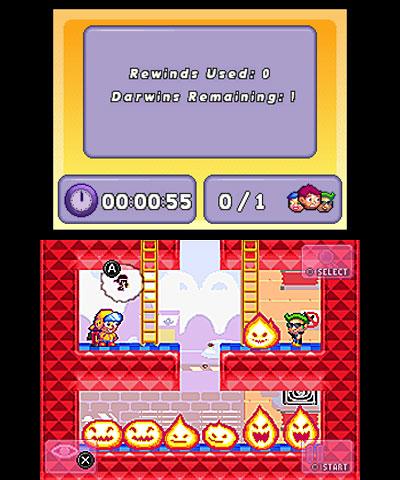 Rewinds Used: 0
Darwins Remaining: 1
00:00:55
0 / 1
A
SELECT
X
START